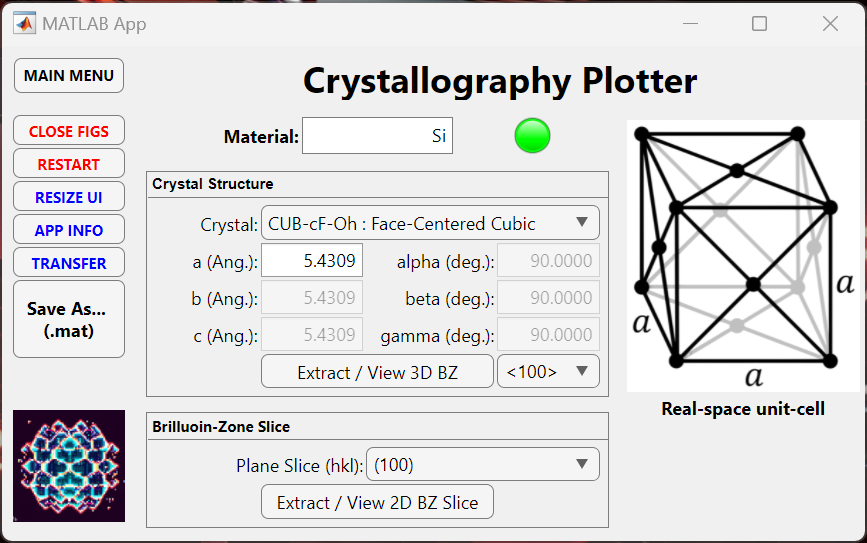 MATLAB App
MAIN MENU
Crystallography Plotter
CLOSE FIGS
RESTART
RESIZE UI
APP INFO
TRANSFER
Save As...
(.mat)
Material: Si
Crystal Structure
Crystal: CUB-cF-Oh : Face-Centered Cubic
a (Ang.): 5.4309 alpha (deg.): 90.0000
b (Ang.): 5.4309 beta (deg.): 90.0000
c (Ang.): 5.4309 gamma (deg.): 90.0000
Extract / View 3D BZ <100>
Brilluoin-Zone Slice
Plane Slice (hkl): (100)
Extract / View 2D BZ Slice
a
a
a
Real-space unit-cell